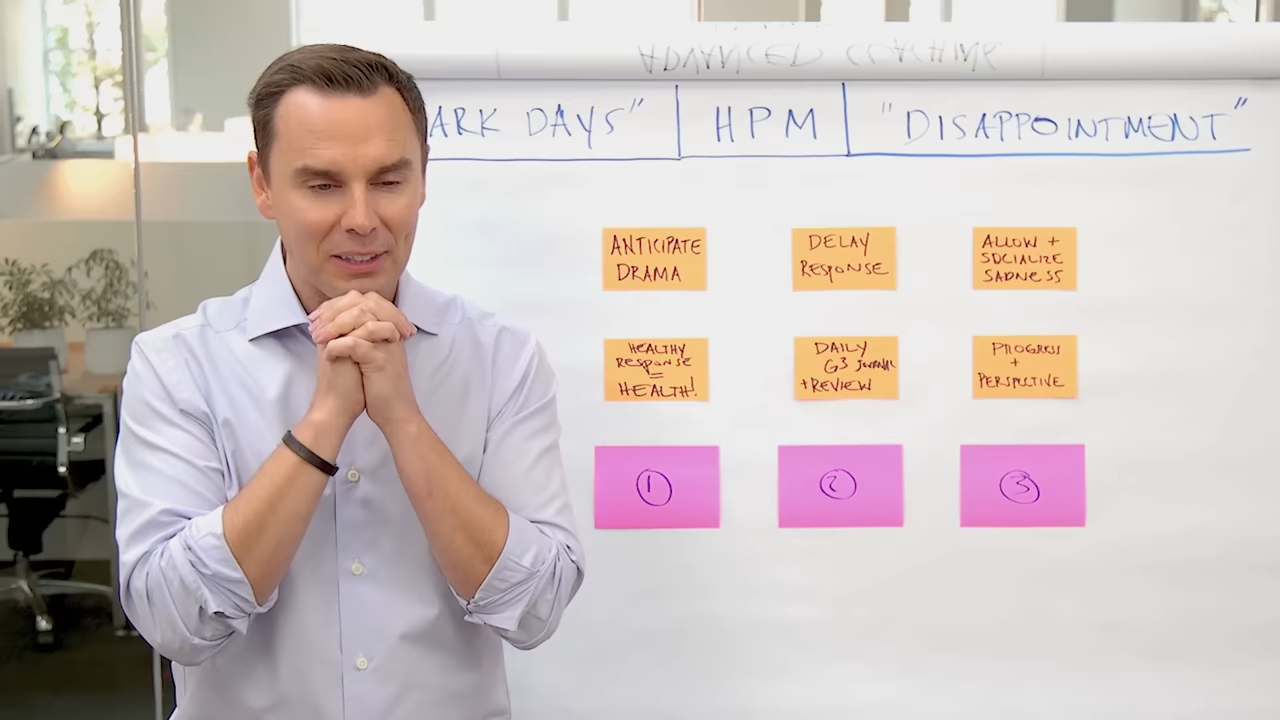 ADVANCED COACHING
ARK DAYS" HPM "DISAPPOINTMENT"
ANTICIPATE
DRAMA
DELAY
RESPONSE
ALLOW +
SOCIALIZE
SADNESS
HEALTHY
RESPONSE
=
HEALTH!
DAILY
G3 JOURNAL
+REVIEW
PROGRESS
+
PERSPECTIVE
1
2
3